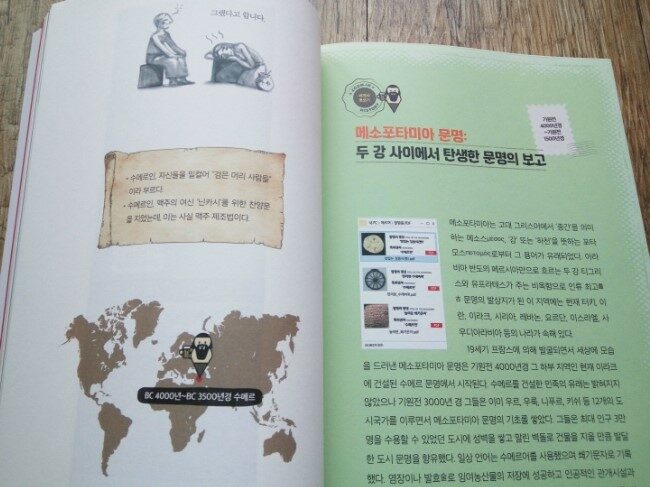 그랬다고 합니다.
• 수메르인, 자신들을 일컬어 "검은 머리 사람들"
이라 부르다.
• 수메르인, 맥주의 여신 '닌카시'를 위한 찬양문
을 지었는데, 이는 사실 맥주 제조법이다.
BC 4000년~BC 3500년경 수메르
기원전
4000년경
~기원전
1500년경
메소포타미아 문명:
두 강 사이에서 탄생한 문명의 보고
메소포타미아는 고대 그리스어에서 '중간'을 의미
하는 메소스μεσος, '강' 또는 '하천'을 뜻하는 포타
모스ποταμός로부터 그 용어가 유래되었다. 아라
비아 반도의 페르시아만으로 흐르는 두 강 티그리
스와 유프라테스가 주는 비옥함으로 인류 최고最
古 문명의 발상지가 된 이 지역에는 현재 터키, 이
란, 이라크, 시리아, 레바논, 요르단, 이스라엘, 사
우디아라비아 등의 나라가 속해 있다.
19세기 프랑스에 의해 발굴되면서 세상에 모습
을 드러낸 메소포타미아 문명은 기원전 4000년경 그 하부 지역인 현재 이라크
에 건설된 수메르 문명에서 시작된다. 수메르를 건설한 민족의 유래는 밝혀지지
않았으나 기원전 3000년 경 그들은 이미 우르, 우룩, 니푸르, 키쉬 등 12개의 도
시국가를 이루면서 메소포타미아 문명의 기초를 쌓았다. 그들은 최대 인구 3만
명을 수용할 수 있었던 도시에 성벽을 쌓고 말린 벽돌로 건물을 지을 만큼 발달
한 도시 문명을 향유했다. 일상 언어는 수메르어를 사용했으며 쐐기문자로 기록
했다. 염장이나 발효를 통해 잉여농산물의 저장에 성공하고 인공적인 관개시설과